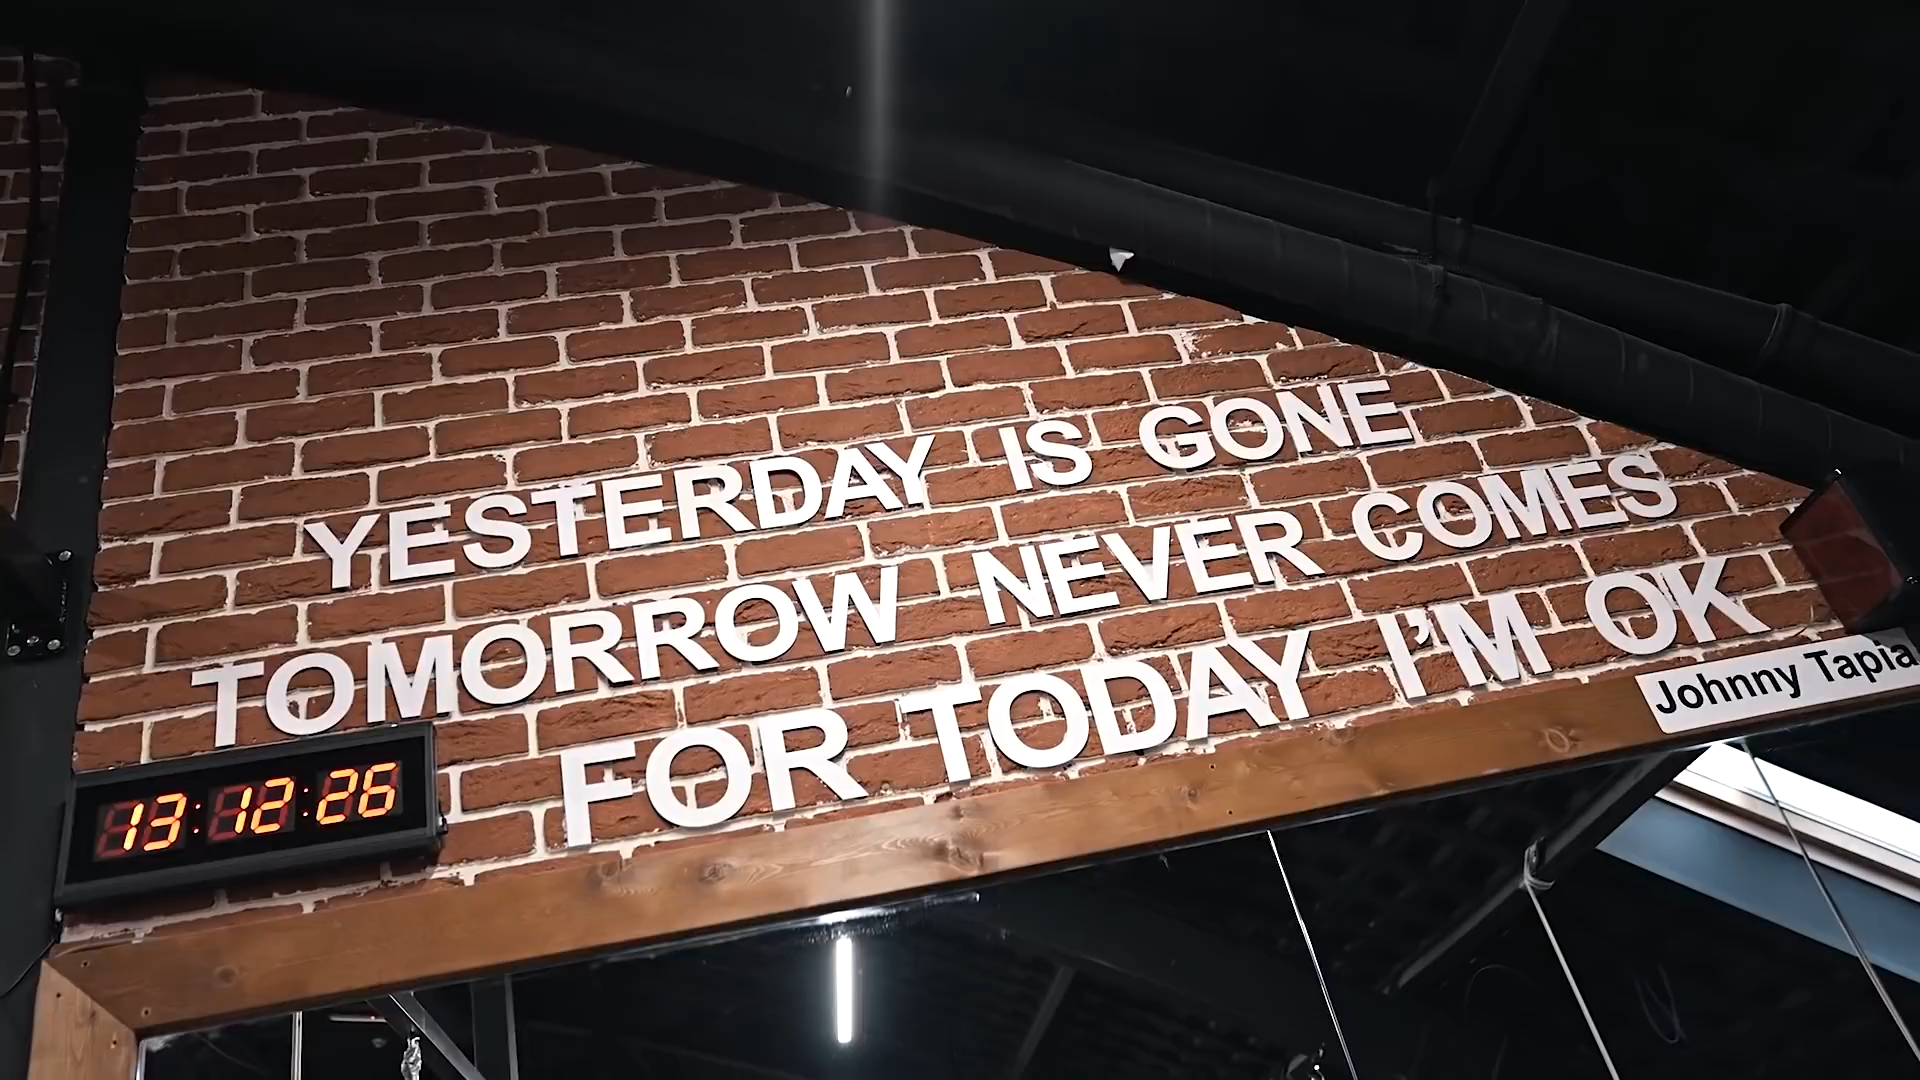 YESTERDAY IS GONE
TOMORROW NEVER COMES
FOR TODAY I'M OK
Johnny Tapia
13:12:26